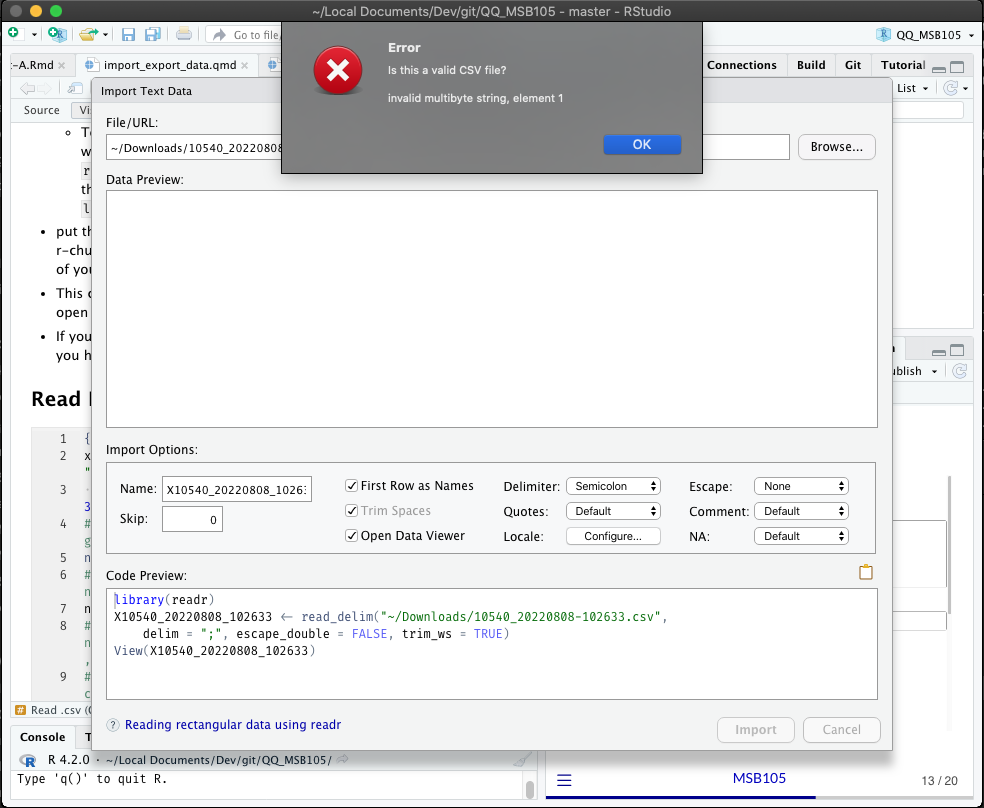 ~/Local Documents/Dev/git/QQ_MSB105 - master - RStudio
Go to file
QQ_MSB105
-A.Rmd
import_export_data.qmd
Connections
Build
Git
Tutorial
List
Source
Error
Is this a valid CSV file?
invalid multibyte string, element 1
OK
Import Text Data
File/URL:
~/Downloads/10540_2022080
Browse...
Data Preview:
put th
r-chu
of you
This
open
If you
you h
Read
1 {
2 x
"
3
3
4 #
g
5 n
6 #
n
7 n
8 #
n
,
9 #
c
Import Options:
Name: X10540_20220808_10263
Skip: 0
First Row as Names
Trim Spaces
Open Data Viewer
Delimiter: Semicolon
Quotes: Default
Locale: Configure...
Escape: None
Comment: Default
NA: Default
Code Preview:
library(readr)
X10540_20220808_102633 <- read_delim("~/Downloads/10540_20220808-102633.csv",
delim = ";", escape_double = FALSE, trim_ws = TRUE)
View(X10540_20220808_102633)
? Reading rectangular data using readr
Import
Cancel
ublish
# Read .csv (
Console
T
R 4.2.0 · ~/Local Documents/Dev/git/QQ_MSB105/
Type 'q()' to quit R.
MSB105
13 / 20